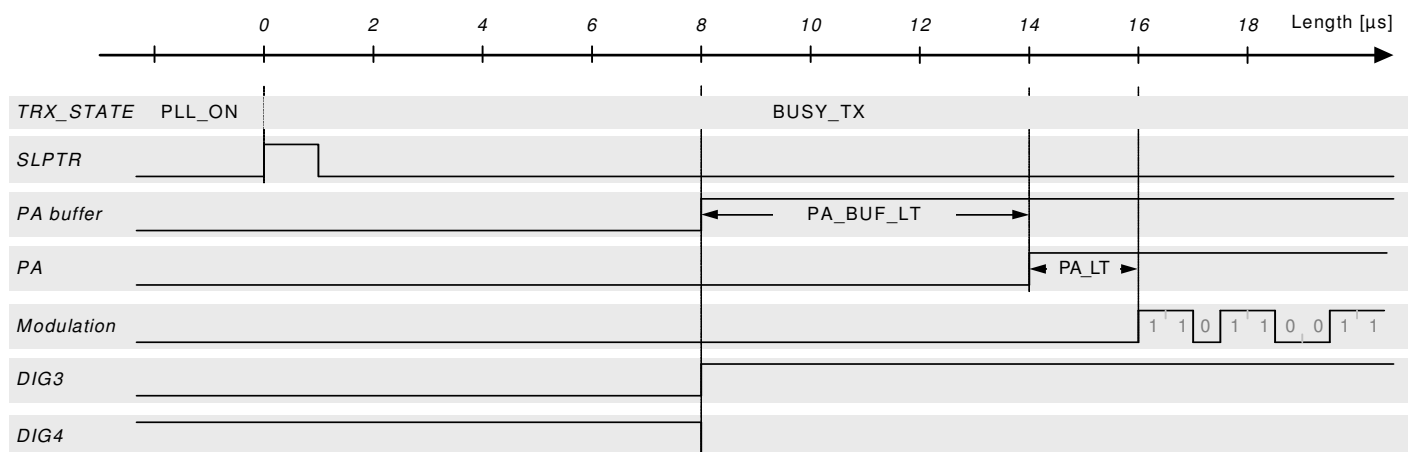 0 2 4 6 8 10 12 14 16 18 Length [µs]
TRX_STATE PLL_ON BUSY_TX
SLPTR
PA buffer PA_BUF_LT
PA PA_LT
Modulation 1 1 0 1 1 0 0 1 1
DIG3
DIG4